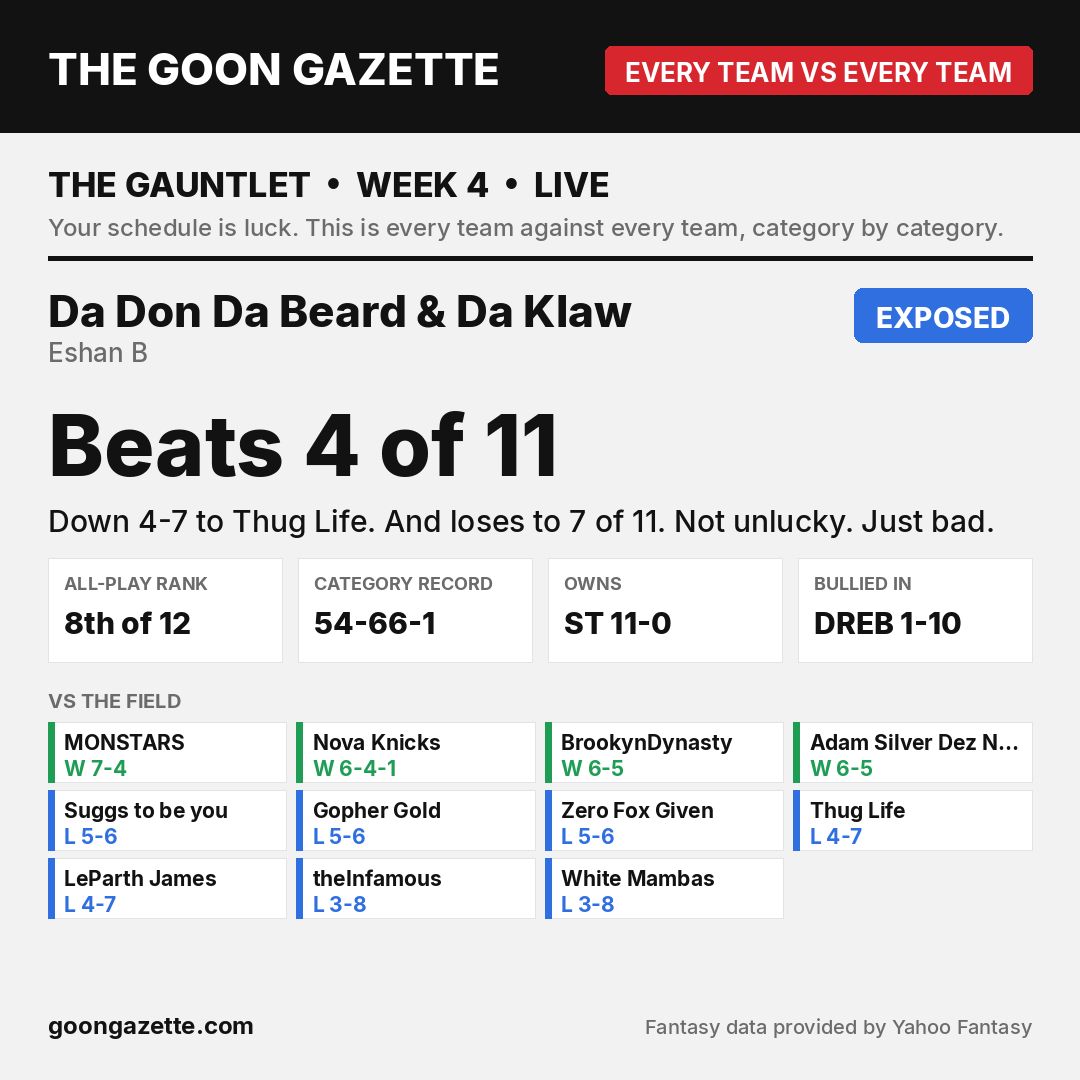 THE GOON GAZETTE
EVERY TEAM VS EVERY TEAM
THE GAUNTLET • WEEK 4 • LIVE
Your schedule is luck. This is every team against every team, category by category.
Da Don Da Beard & Da Klaw
EXPOSED
Eshan B
Beats 4 of 11
Down 4-7 to Thug Life. And loses to 7 of 11. Not unlucky. Just bad.
ALL-PLAY RANK
8th of 12
CATEGORY RECORD
54-66-1
OWNS
ST 11-0
BULLIED IN
DREB 1-10
VS THE FIELD
MONSTARS
W 7-4
Nova Knicks
W 6-4-1
BrookynDynasty
W 6-5
Adam Silver Dez N...
W 6-5
Suggs to be you
L 5-6
Gopher Gold
L 5-6
Zero Fox Given
L 5-6
Thug Life
L 4-7
LeParth James
L 4-7
theInfamous
L 3-8
White Mambas
L 3-8
goongazette.com
Fantasy data provided by Yahoo Fantasy